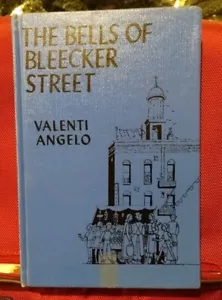 THE BELLS OF
BLEECKER
STREET
VALENTI
ANGELO